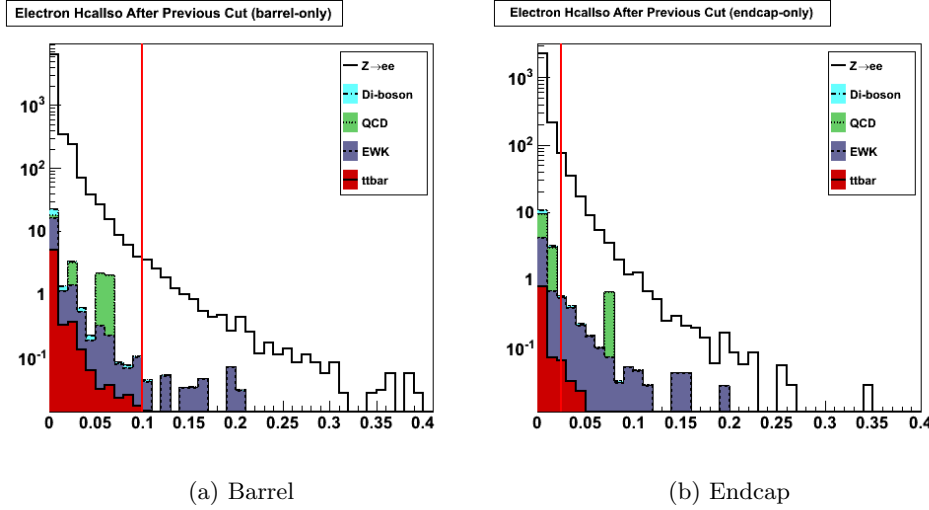 Electron HcalIso After Previous Cut (barrel-only)
Z→ee
Di-boson
QCD
EWK
ttbar
10³
10²
10
1
10⁻¹
0 0.05 0.1 0.15 0.2 0.25 0.3 0.35 0.4
(a) Barrel
Electron HcalIso After Previous Cut (endcap-only)
Z→ee
Di-boson
QCD
EWK
ttbar
10³
10²
10
1
10⁻¹
0 0.05 0.1 0.15 0.2 0.25 0.3 0.35 0.4
(b) Endcap